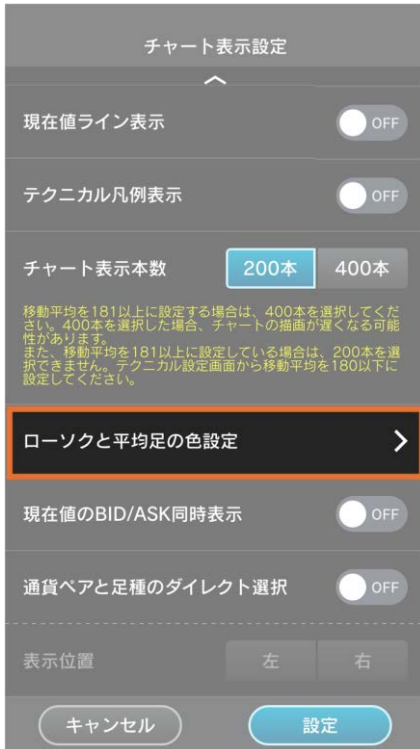 チャート表示設定
現在値ライン表示 OFF
テクニカル凡例表示 OFF
チャート表示本数 200本 400本
移動平均を181以上に設定する場合は、400本を選択してくだ
さい。400本を選択した場合、チャートの描画が遅くなる可能
性があります。
また、移動平均を181以上に設定している場合は、200本を選
択できません。テクニカル設定画面から移動平均を180以下に
設定してください。
ローソクと平均足の色設定
現在値のBID/ASK同時表示 OFF
通貨ペアと足種のダイレクト選択 OFF
表示位置 左 右
キャンセル 設定